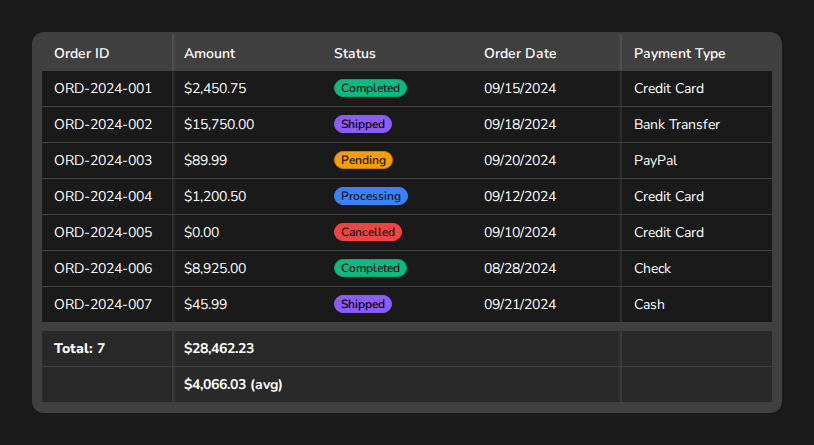 Order ID Amount Status Order Date Payment Type
ORD-2024-001 $2,450.75 Completed 09/15/2024 Credit Card
ORD-2024-002 $15,750.00 Shipped 09/18/2024 Bank Transfer
ORD-2024-003 $89.99 Pending 09/20/2024 PayPal
ORD-2024-004 $1,200.50 Processing 09/12/2024 Credit Card
ORD-2024-005 $0.00 Cancelled 09/10/2024 Credit Card
ORD-2024-006 $8,925.00 Completed 08/28/2024 Check
ORD-2024-007 $45.99 Shipped 09/21/2024 Cash
Total: 7 $28,462.23
$4,066.03 (avg)